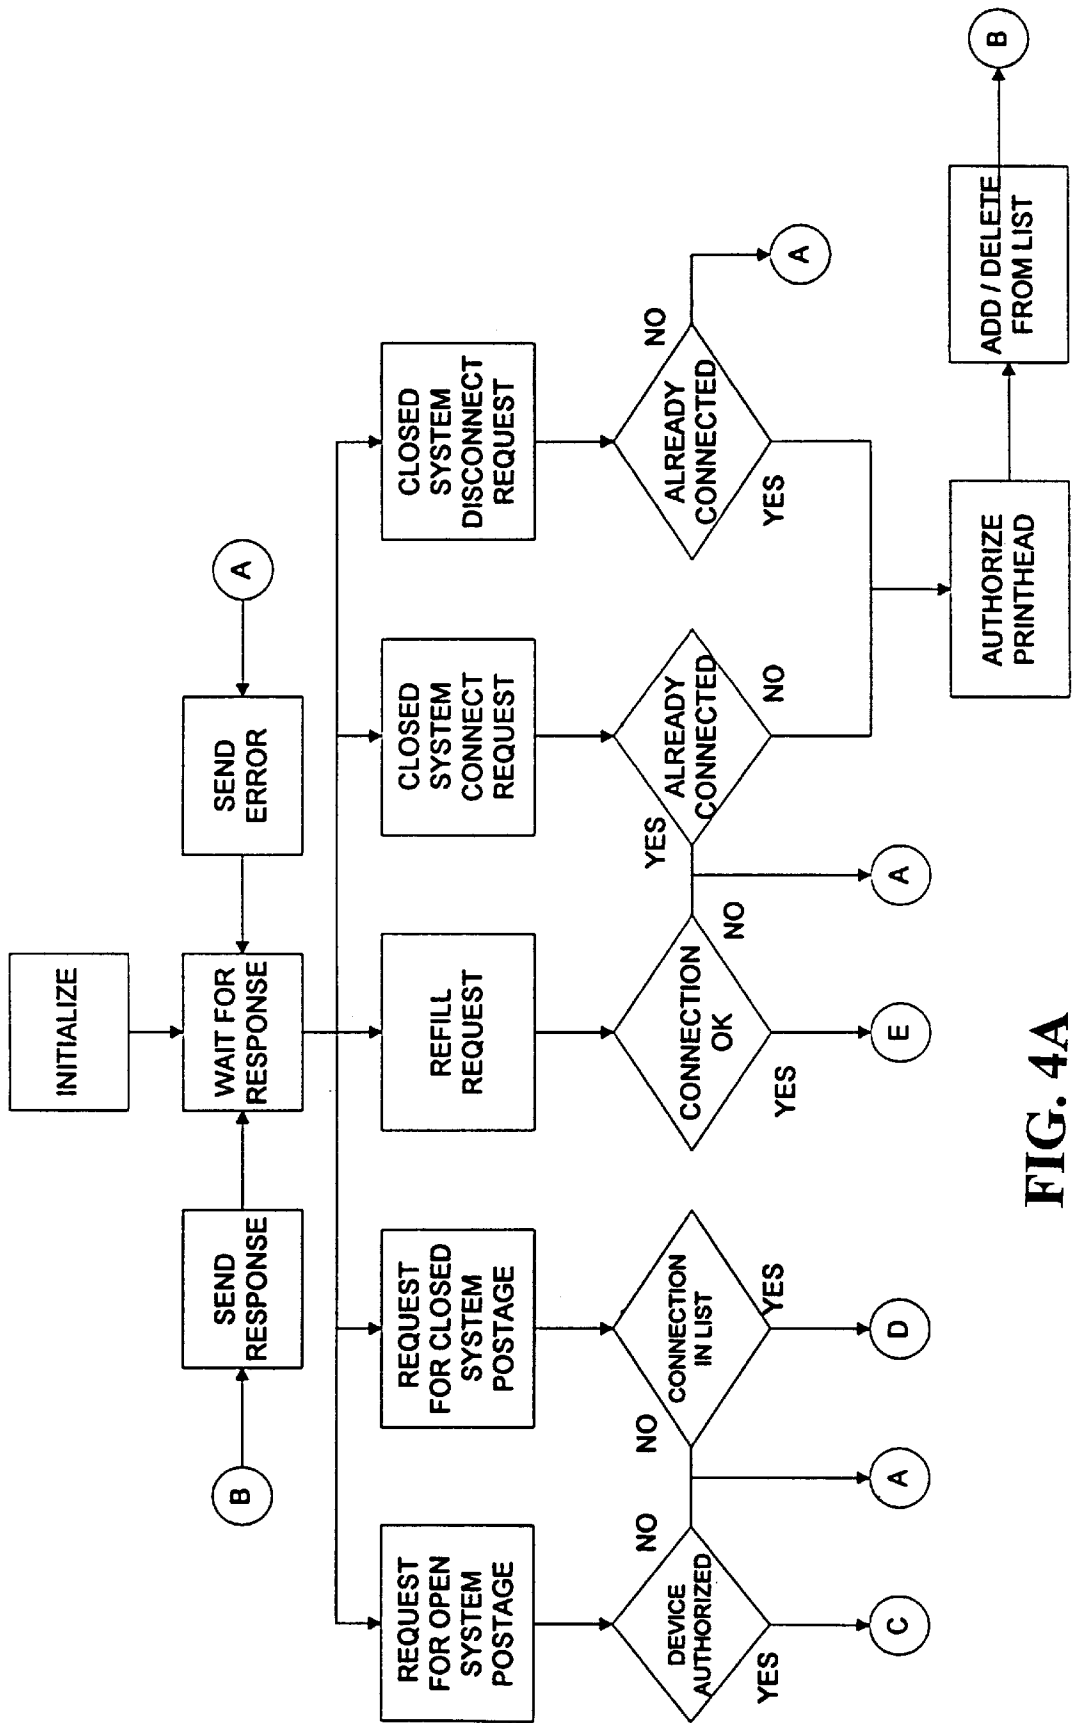 INITIALIZE
B
SEND
RESPONSE
WAIT FOR
RESPONSE
SEND
ERROR
A
REQUEST
FOR OPEN
SYSTEM
POSTAGE
REQUEST
FOR CLOSED
SYSTEM
POSTAGE
REFILL
REQUEST
CLOSED
SYSTEM
CONNECT
REQUEST
CLOSED
SYSTEM
DISCONNECT
REQUEST
DEVICE
AUTHORIZED
NO
YES
CONNECTION
IN LIST
NO
YES
CONNECTION
OK
NO
YES
ALREADY
CONNECTED
YES
NO
ALREADY
CONNECTED
NO
YES
A
C
A
D
E
A
AUTHORIZE
PRINTHEAD
ADD / DELETE
FROM LIST
B
FIG. 4A